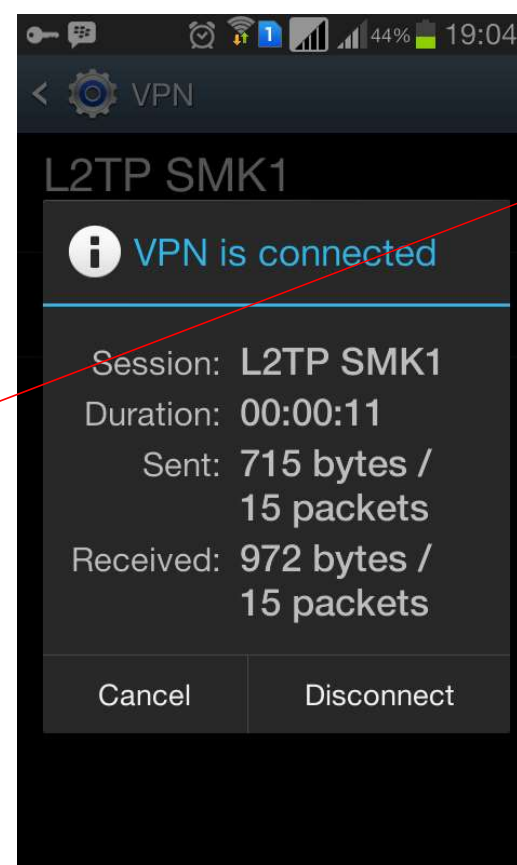 1 44% 19:04
VPN
L2TP SMK1
VPN is connected
Session: L2TP SMK1
Duration: 00:00:11
Sent: 715 bytes /
15 packets
Received: 972 bytes /
15 packets
Cancel Disconnect